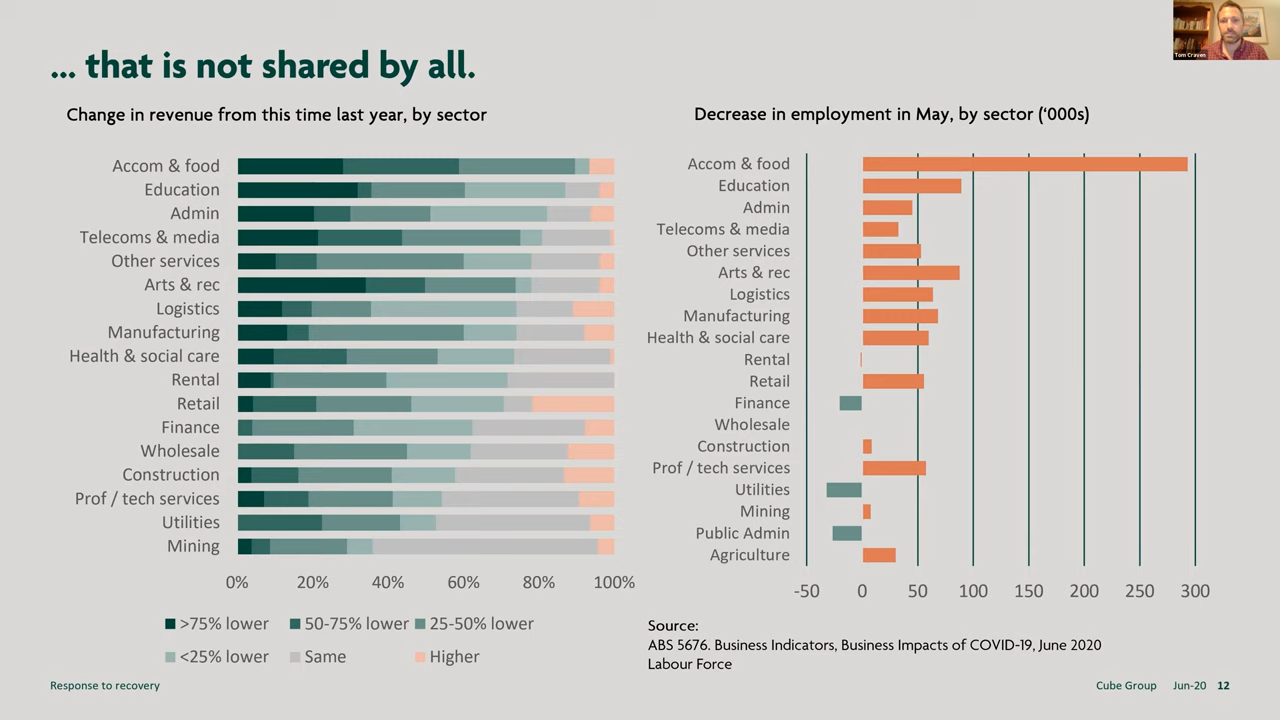 ... that is not shared by all.
Tom Craven
Change in revenue from this time last year, by sector
Accom & food
Education
Admin
Telecoms & media
Other services
Arts & rec
Logistics
Manufacturing
Health & social care
Rental
Retail
Finance
Wholesale
Construction
Prof / tech services
Utilities
Mining
0% 20% 40% 60% 80% 100%
>75% lower 50-75% lower 25-50% lower
<25% lower Same Higher
Decrease in employment in May, by sector (‘000s)
Accom & food
Education
Admin
Telecoms & media
Other services
Arts & rec
Logistics
Manufacturing
Health & social care
Rental
Retail
Finance
Wholesale
Construction
Prof / tech services
Utilities
Mining
Public Admin
Agriculture
-50 0 50 100 150 200 250 300
Source:
ABS 5676. Business Indicators, Business Impacts of COVID-19, June 2020
Labour Force
Response to recovery
Cube Group Jun-20 12